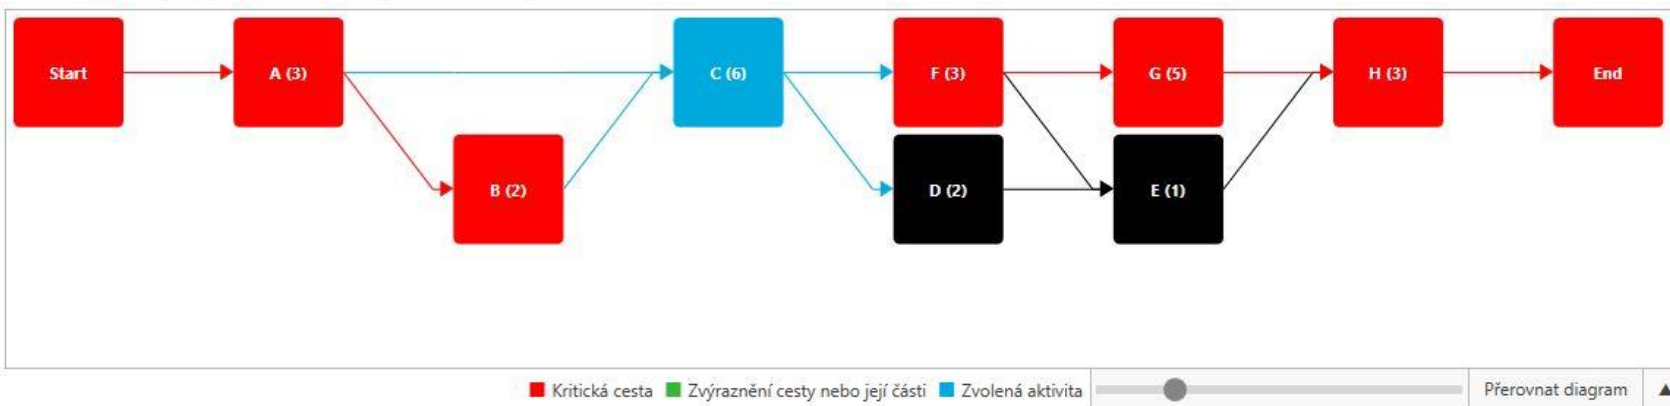 Start
A (3)
C (6)
F (3)
G (5)
H (3)
End
B (2)
D (2)
E (1)
Kritická cesta
Zvýraznění cesty nebo její části
Zvolená aktivita
Přerovnat diagram